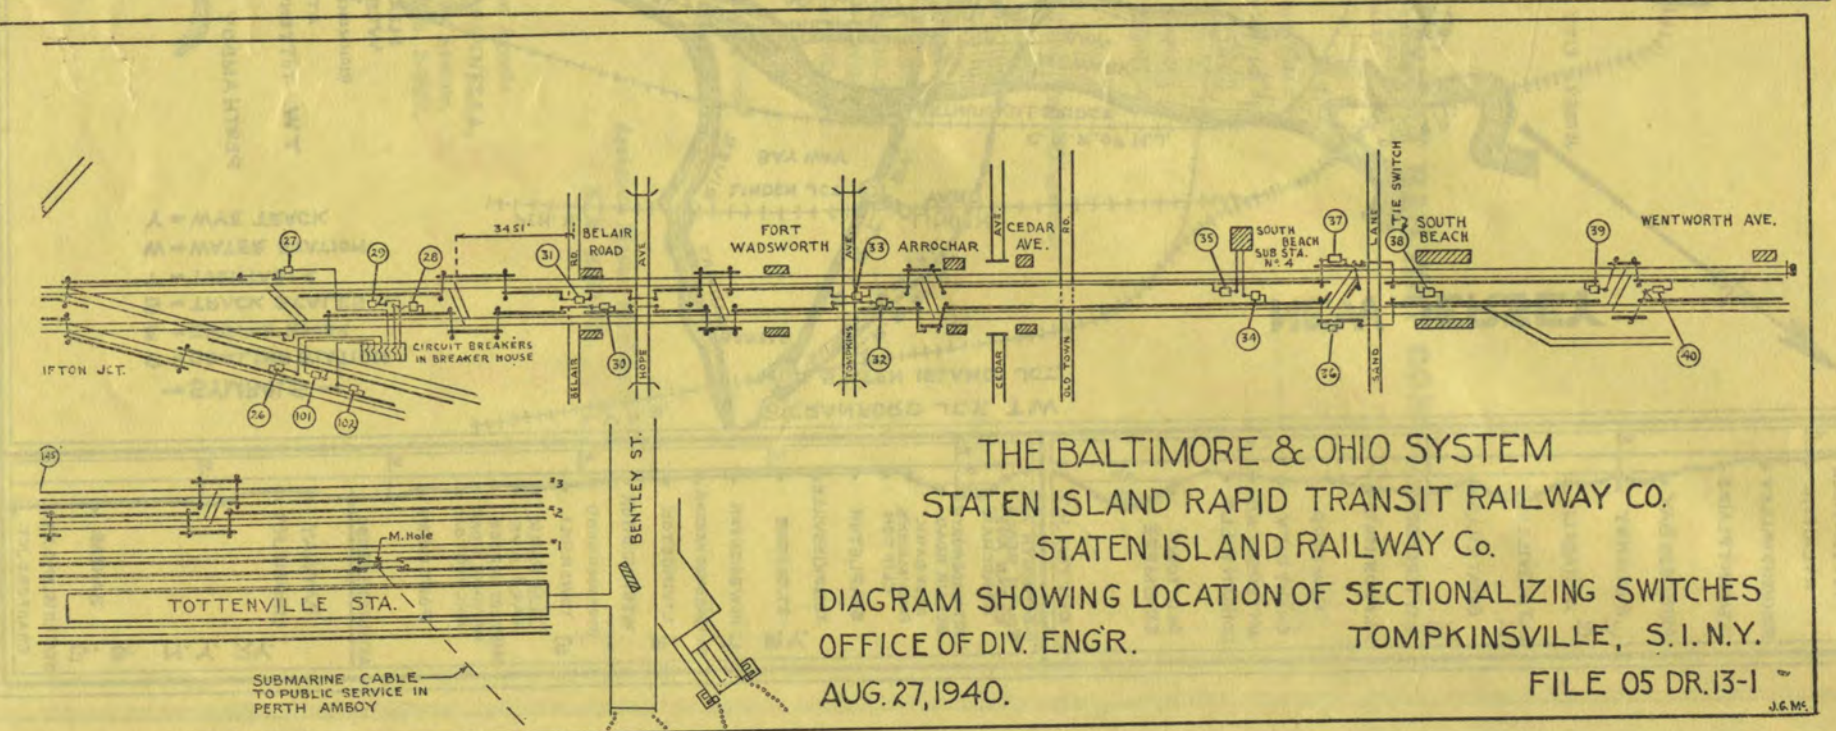 27
29
28
3451'
31
BELAIR
ROAD
BELAIR
RD.
HOPE
AVE
FORT
WADSWORTH
TOMPKINS
AVE.
33
ARROCHAR
CEDAR
AVE.
CEDAR
AVE.
OLD TOWN
RD.
35
SOUTH
BEACH
SUB STA.
Nº. 4
37
SAND
LANE
TIE SWITCH
38
SOUTH
BEACH
39
WENTWORTH AVE.
CIRCUIT BREAKERS
IN BREAKER HOUSE
IFTON JCT.
26
101
102
30
32
34
36
40
145
#3
#2
#1
M.Hole
TOTTENVILLE STA.
BENTLEY ST.
SUBMARINE CABLE
TO PUBLIC SERVICE IN
PERTH AMBOY
THE BALTIMORE & OHIO SYSTEM
STATEN ISLAND RAPID TRANSIT RAILWAY CO.
STATEN ISLAND RAILWAY Co.
DIAGRAM SHOWING LOCATION OF SECTIONALIZING SWITCHES
OFFICE OF DIV. ENG'R. TOMPKINSVILLE, S.I.N.Y.
AUG. 27, 1940. FILE 05 DR.13-1
J.G.Mc.